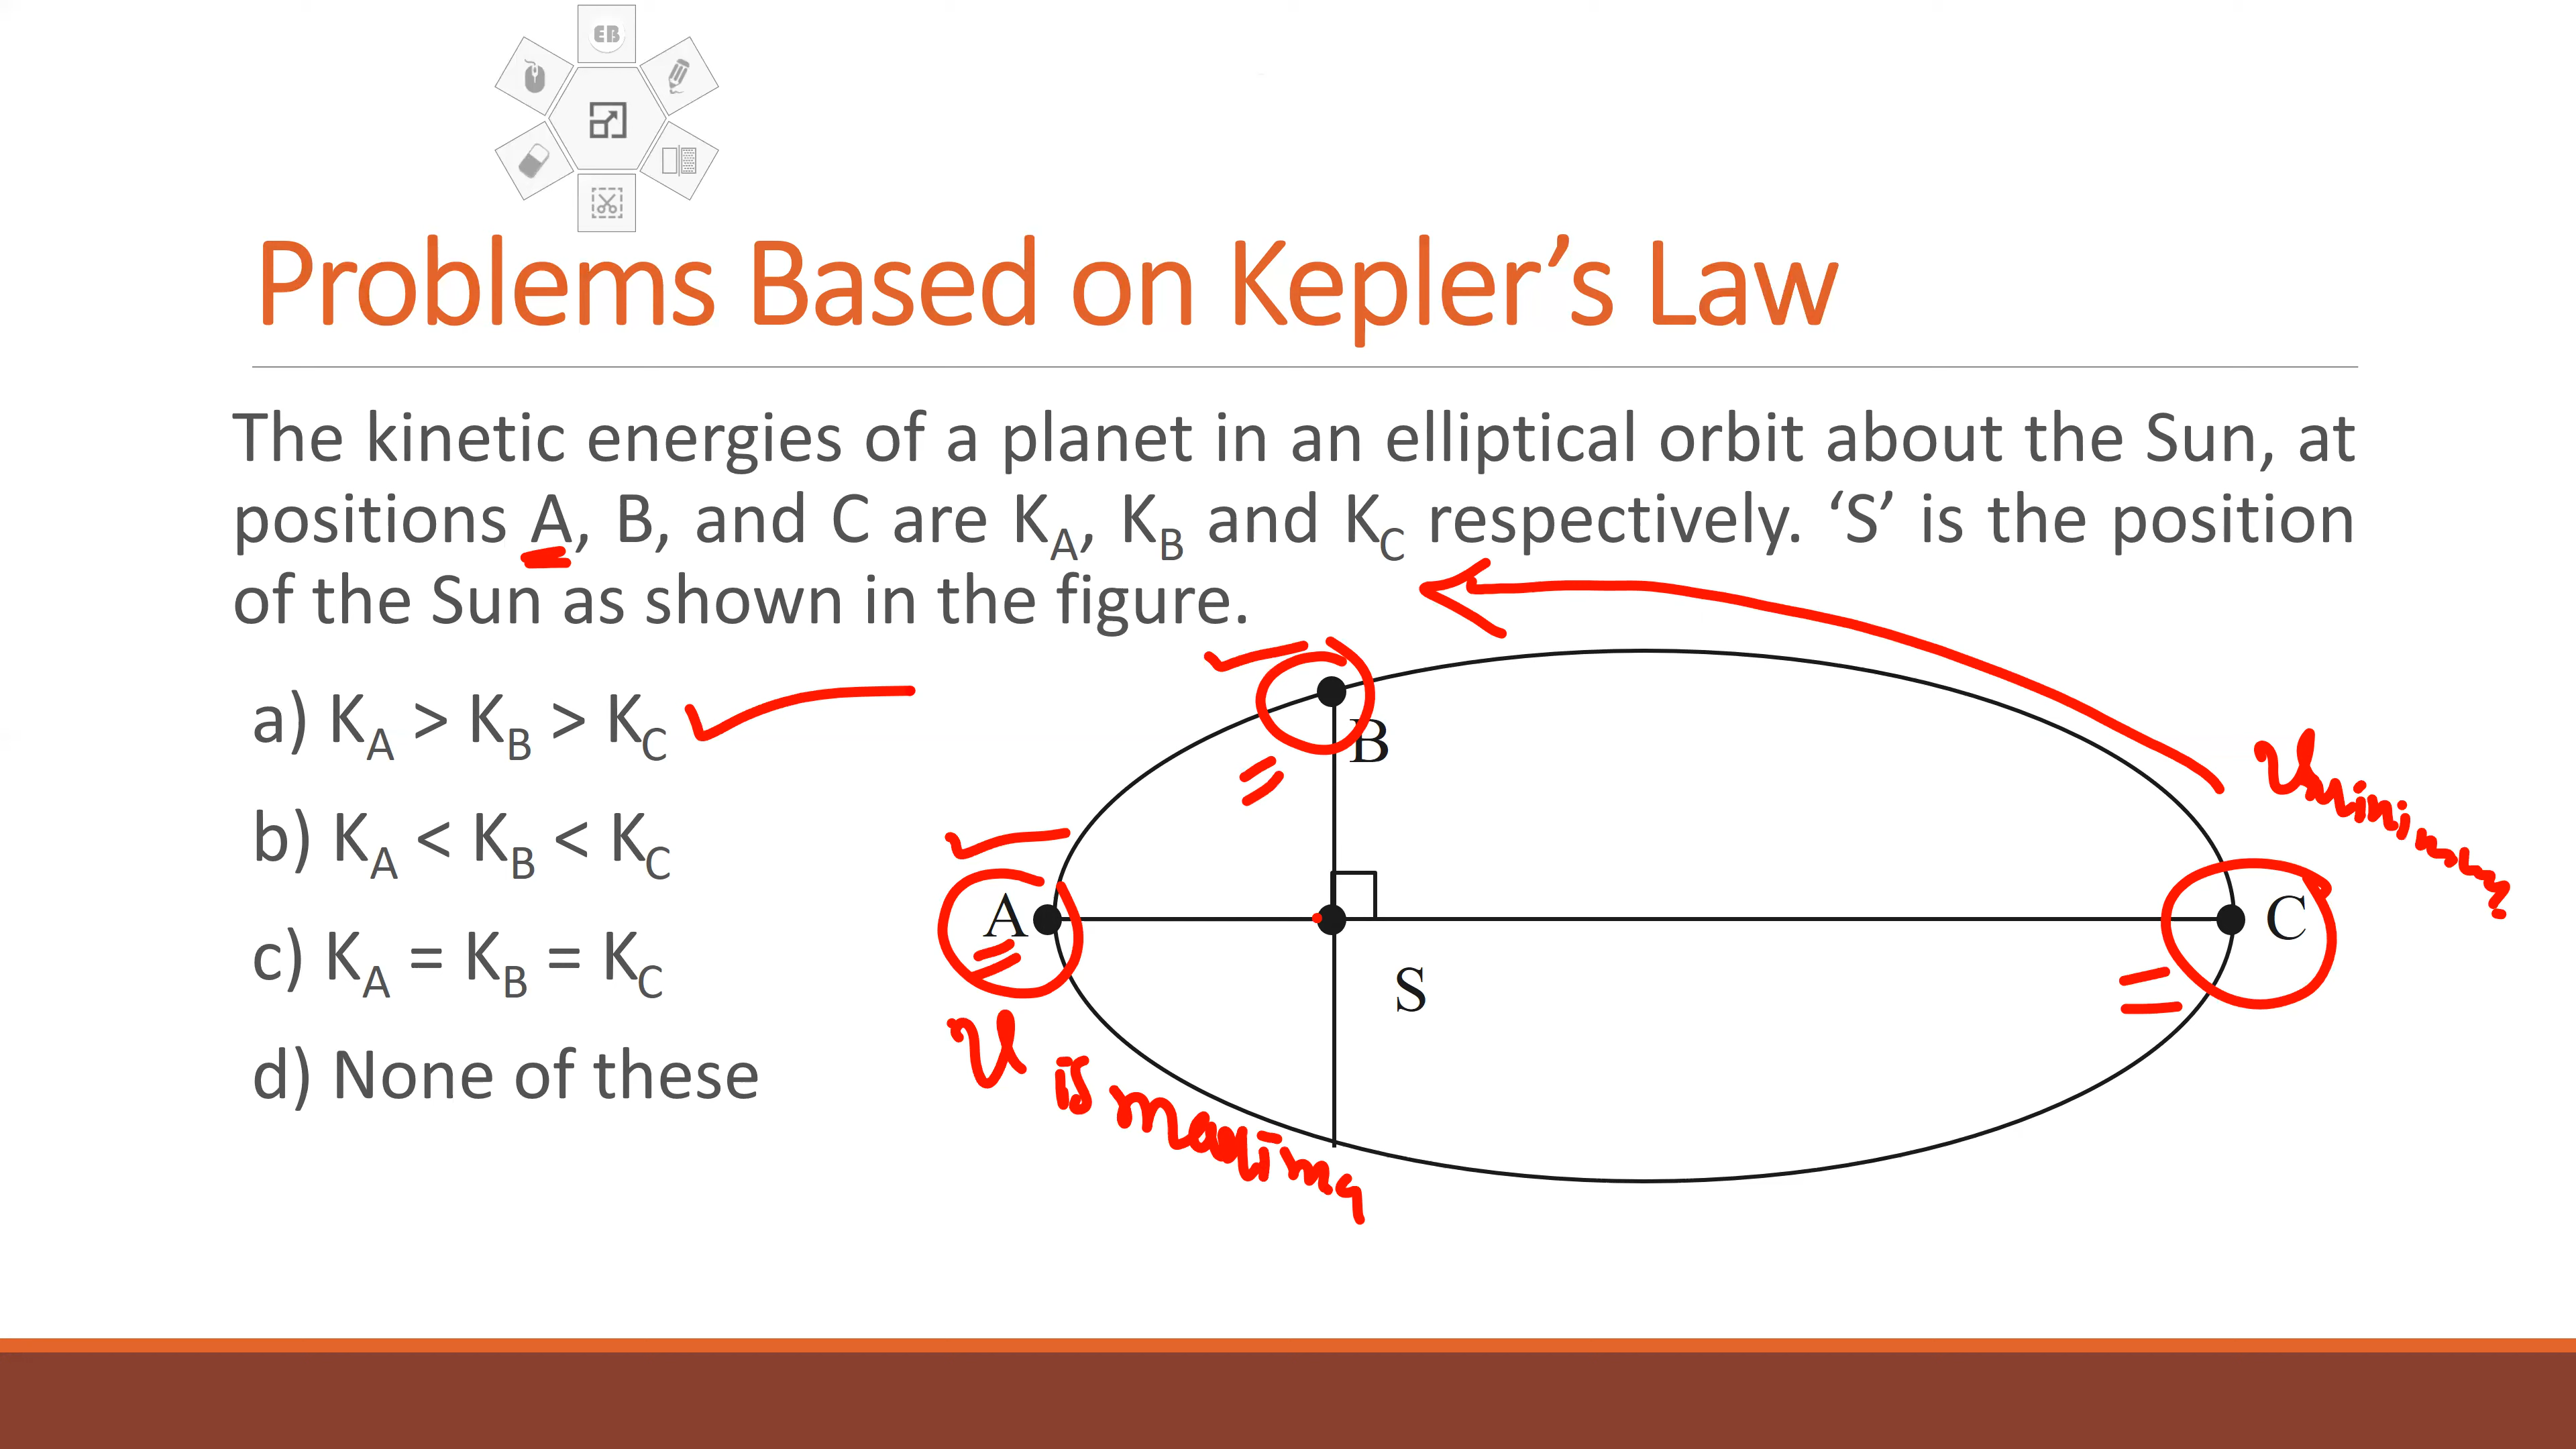 EB
Problems Based on Kepler’s Law
The kinetic energies of a planet in an elliptical orbit about the Sun, at
positions A, B, and C are KA, KB and KC respectively. ‘S’ is the position
of the Sun as shown in the figure.
a) KA > KB > KC
b) KA < KB < KC
c) KA = KB = KC
d) None of these
B
A
C
S
is